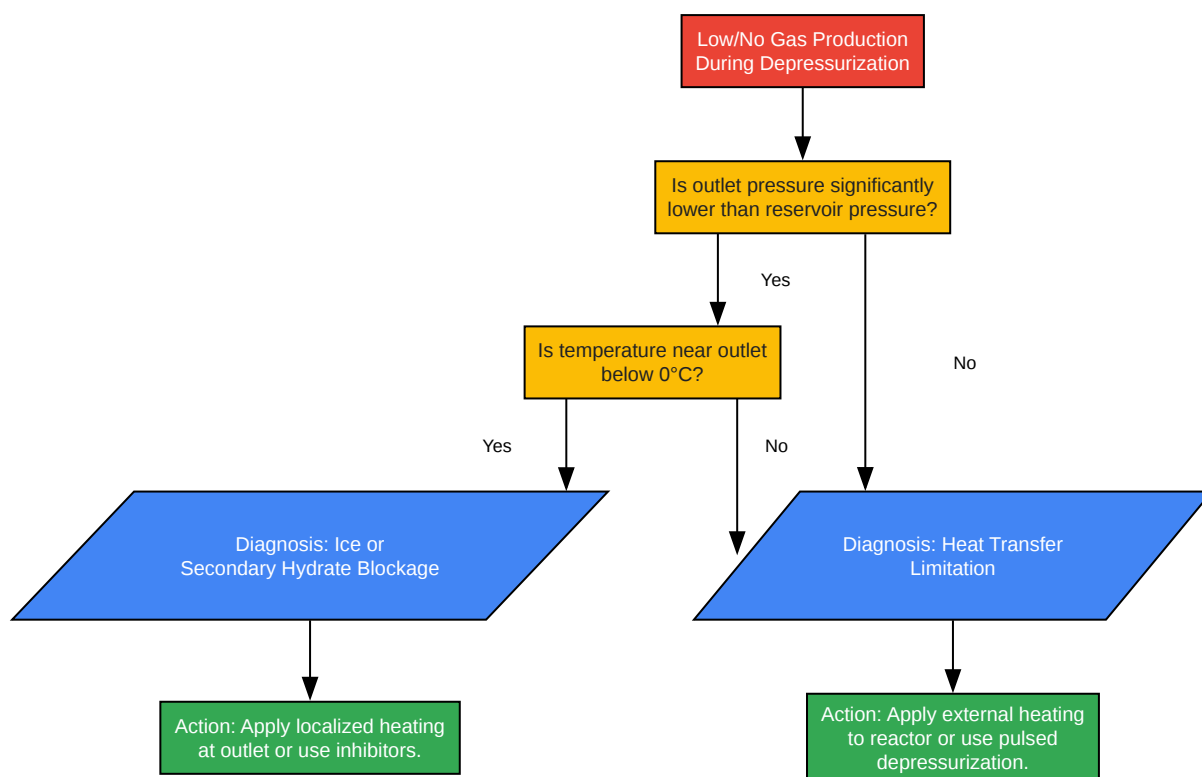 Low/No Gas Production
During Depressurization
Is outlet pressure significantly
lower than reservoir pressure?
Yes
Is temperature near outlet
below 0°C?
No
Yes
No
Diagnosis: Ice or
Secondary Hydrate Blockage
Diagnosis: Heat Transfer
Limitation
Action: Apply localized heating
at outlet or use inhibitors.
Action: Apply external heating
to reactor or use pulsed
depressurization.